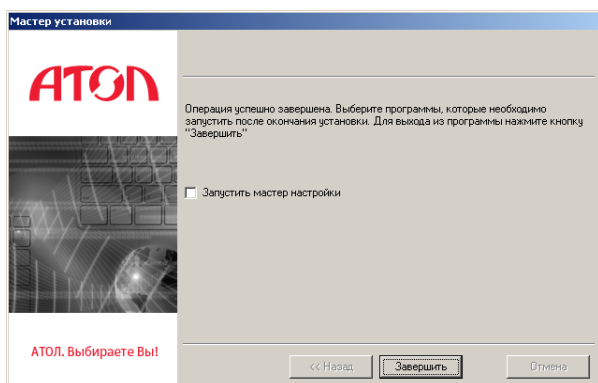 Мастер установки
АТОЛ
Операция успешно завершена. Выберите программы, которые необходимо
запустить после окончания установки. Для выхода из программы нажмите кнопку
"Завершить"
Запустить мастер настройки
АТОЛ. Выбираете Вы!
<< Назад
Завершить
Отмена